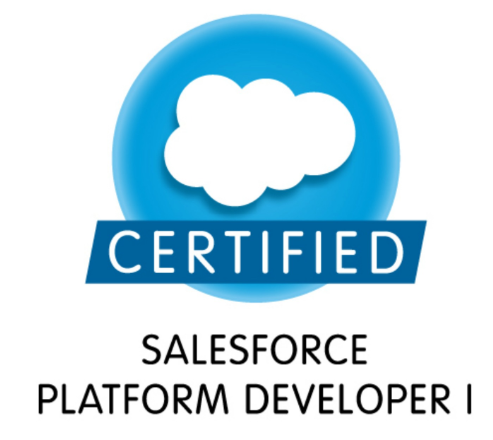 CERTIFIED
SALESFORCE
PLATFORM DEVELOPER I